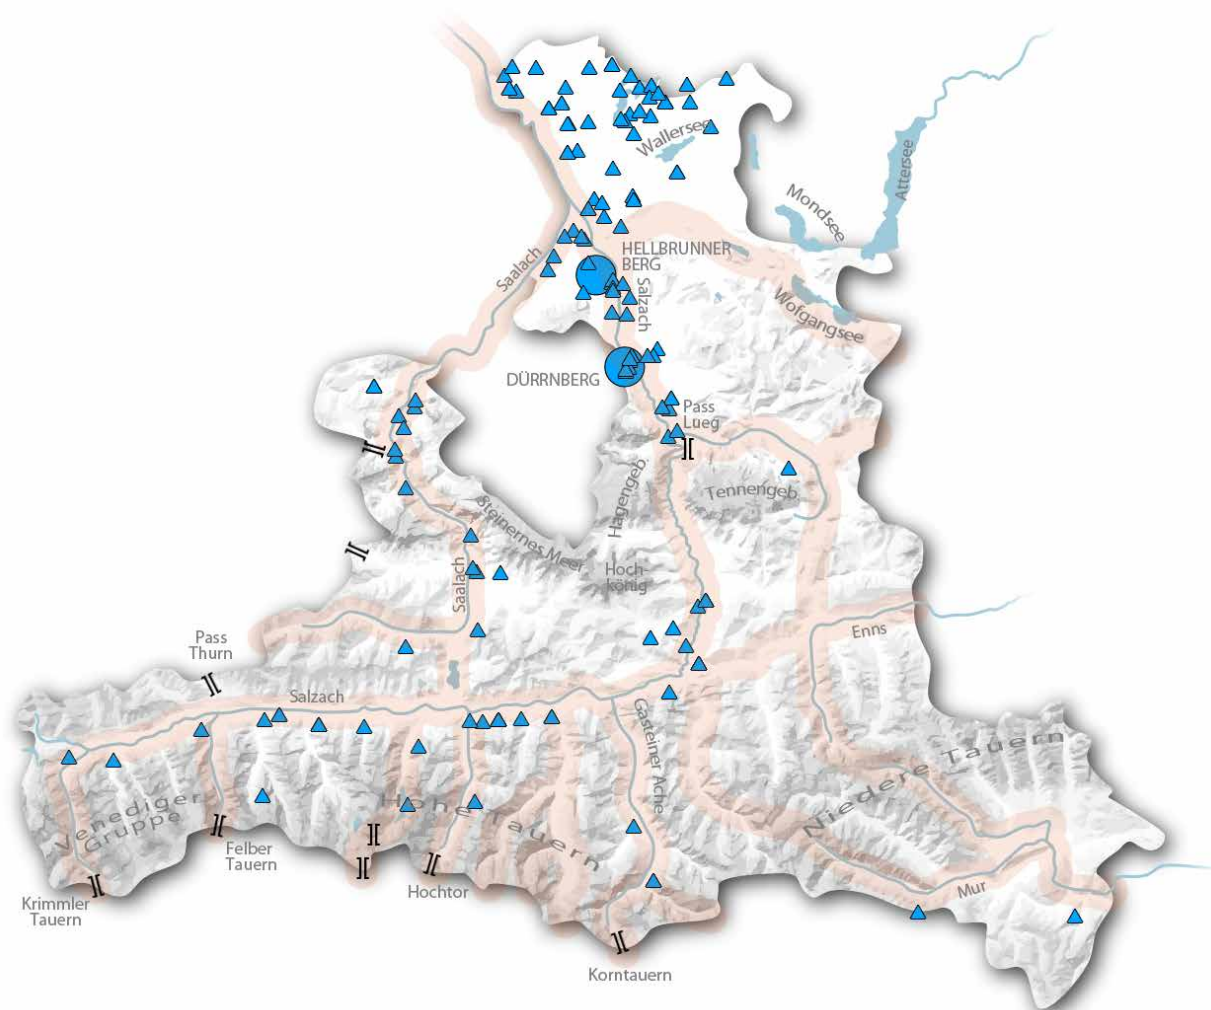 Wallersee
Attersee
Mondsee
HELLBRUNNER
BERG
Saalach
Salzach
Wolfgangsee
DÜRRNBERG
Pass
Lueg
Hagengeb.
Tennengeb.
Steinernes Meer
Hoch-
könig
Saalach
Enns
Pass
Thurn
Salzach
Gasteiner Ache
Niedere Tauern
Venediger
Gruppe
Hohe Tauern
Felber
Tauern
Hochtor
Mur
Krimmler
Tauern
Korntauern